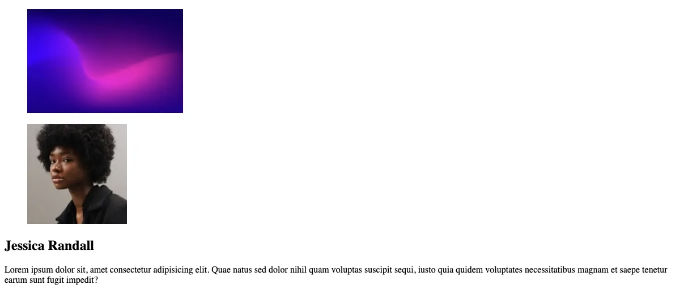 Jessica Randall
Lorem ipsum dolor sit, amet consectetur adipisicing elit. Quae natus sed dolor nihil quam voluptas suscipit sequi, iusto quia quidem voluptates necessitatibus magnam et saepe tenetur
earum sunt fugit impedit?